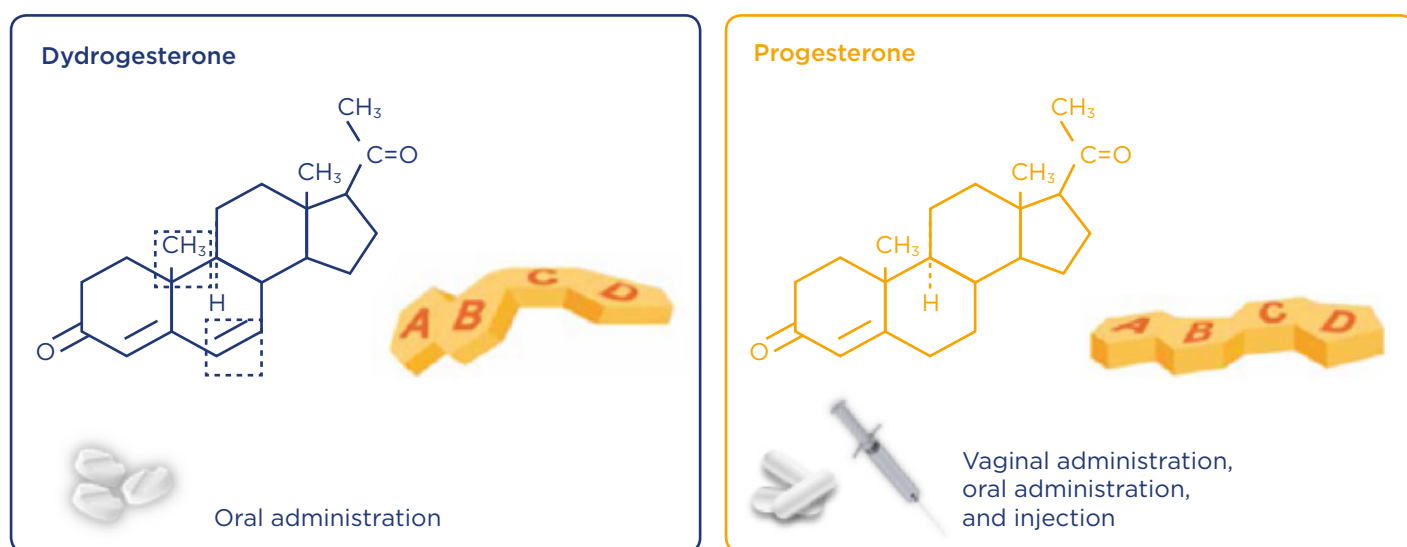 Dydrogesterone
CH₃
C=O
CH₃
CH₃
H
O
A B C D
Oral administration
Progesterone
CH₃
C=O
CH₃
CH₃
H
O
A B C D
Vaginal administration,
oral administration,
and injection